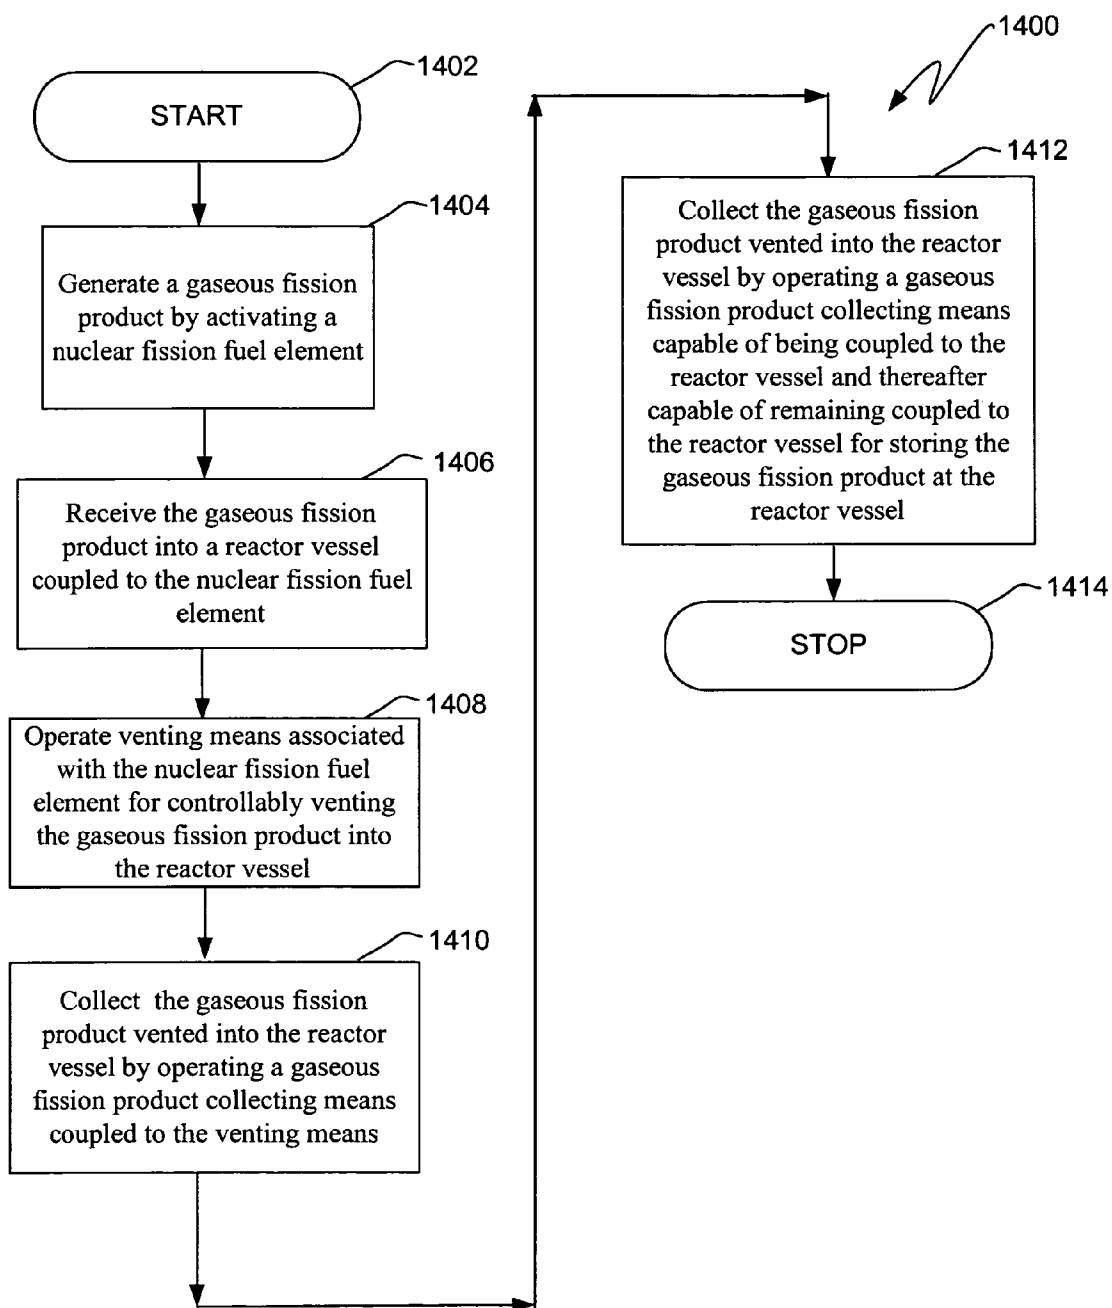 1400
1402
START
1404
Generate a gaseous fission
product by activating a
nuclear fission fuel element
1406
Receive the gaseous fission
product into a reactor vessel
coupled to the nuclear fission fuel
element
1408
Operate venting means associated
with the nuclear fission fuel
element for controllably venting
the gaseous fission product into
the reactor vessel
1410
Collect the gaseous fission
product vented into the reactor
vessel by operating a gaseous
fission product collecting means
coupled to the venting means
1412
Collect the gaseous fission
product vented into the reactor
vessel by operating a gaseous
fission product collecting means
capable of being coupled to the
reactor vessel and thereafter
capable of remaining coupled to
the reactor vessel for storing the
gaseous fission product at the
reactor vessel
1414
STOP